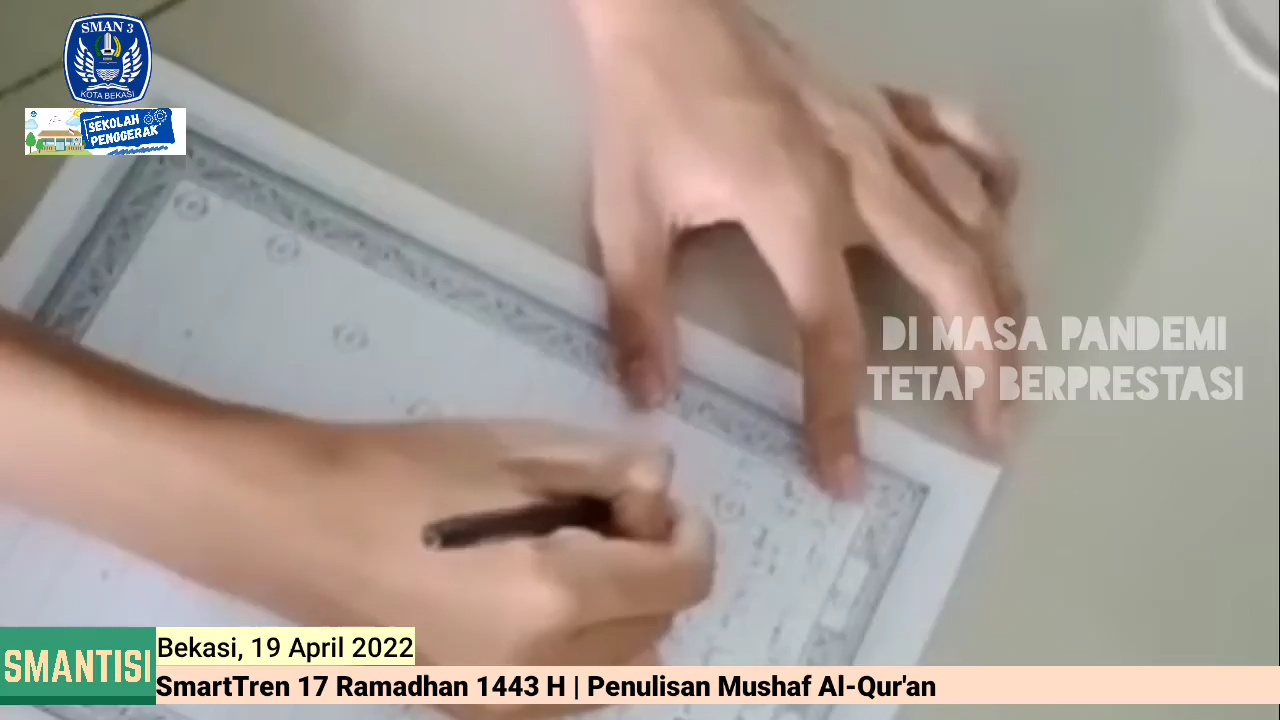 SMAN 3
KOTA BEKASI
SEKOLAH
PENGGERAK
DI MASA PANDEMI
TETAP BERPRESTASI
SMANTISI
Bekasi, 19 April 2022
SmartTren 17 Ramadhan 1443 H | Penulisan Mushaf Al-Qur'an